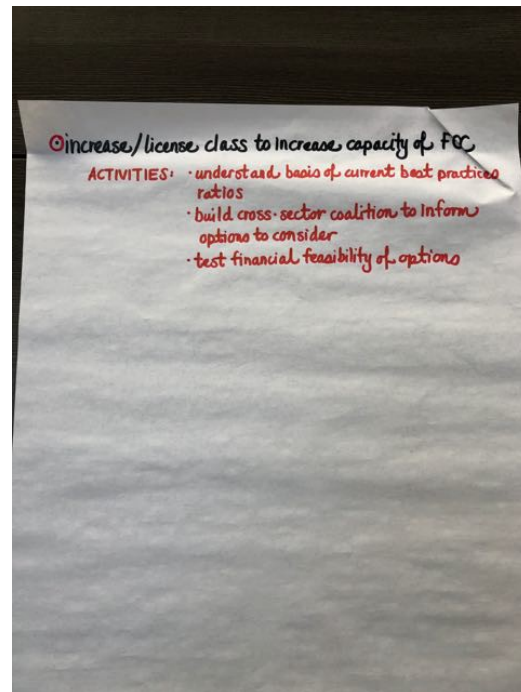 increase/license class to increase capacity of FCC
ACTIVITIES: · understand basis of current best practices
ratios
· build cross-sector coalition to inform
options to consider
· test financial feasibility of options